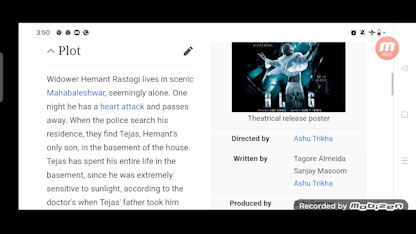 3:50
Plot
Widower Hemant Rastogi lives in scenic
Mahabaleshwar, seemingly alone. One
night he has a heart attack and passes
away. When the police search his
residence, they find Tejas, Hemant's
only son, in the basement of the house.
Tejas has spent his entire life in the
basement, since he was extremely
sensitive to sunlight, according to the
doctor's when Tejas' father took him
ALAG
Theatrical release poster
Directed by Ashu Trikha
Written by Tagore Almeida
Sanjay Masoom
Ashu Trikha
Produced by
Recorded by MOBIZEN